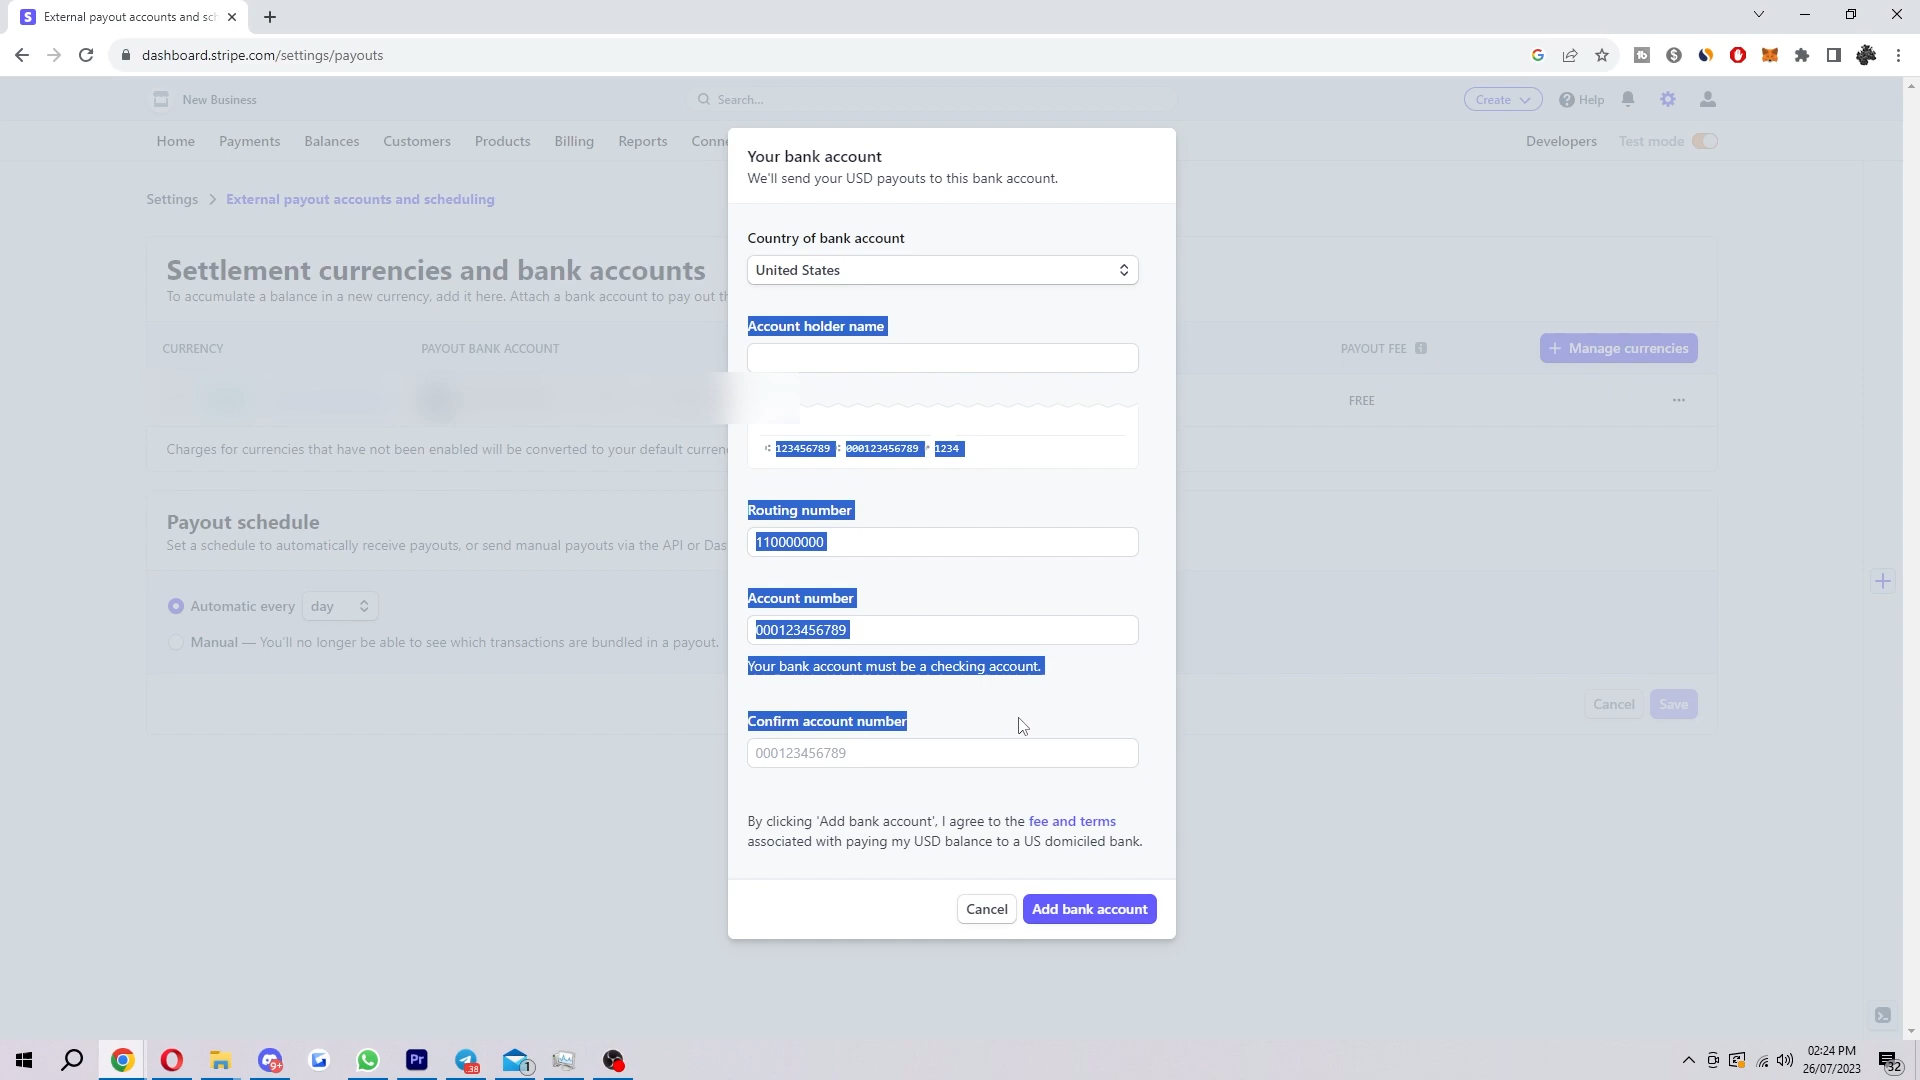 External payout accounts and sch
dashboard.stripe.com/settings/payouts
New Business
Search...
Create
Help
Home
Payments
Balances
Customers
Products
Billing
Reports
Conne
Developers
Test mode
Settings > External payout accounts and scheduling
Settlement currencies and bank accounts
To accumulate a balance in a new currency, add it here. Attach a bank account to pay out th
CURRENCY
PAYOUT BANK ACCOUNT
PAYOUT FEE
+ Manage currencies
FREE
Charges for currencies that have not been enabled will be converted to your default curren
Payout schedule
Set a schedule to automatically receive payouts, or send manual payouts via the API or Das
Automatic every day
Manual — You'll no longer be able to see which transactions are bundled in a payout.
Cancel
Save
Your bank account
We'll send your USD payouts to this bank account.
Country of bank account
United States
Account holder name
⑆ 123456789 ⑆ 000123456789 ⑈ 1234
Routing number
110000000
Account number
000123456789
Your bank account must be a checking account.
Confirm account number
000123456789
By clicking 'Add bank account', I agree to the fee and terms
associated with paying my USD balance to a US domiciled bank.
Cancel
Add bank account
9+
Pr
38
1
02:24 PM
26/07/2023
32